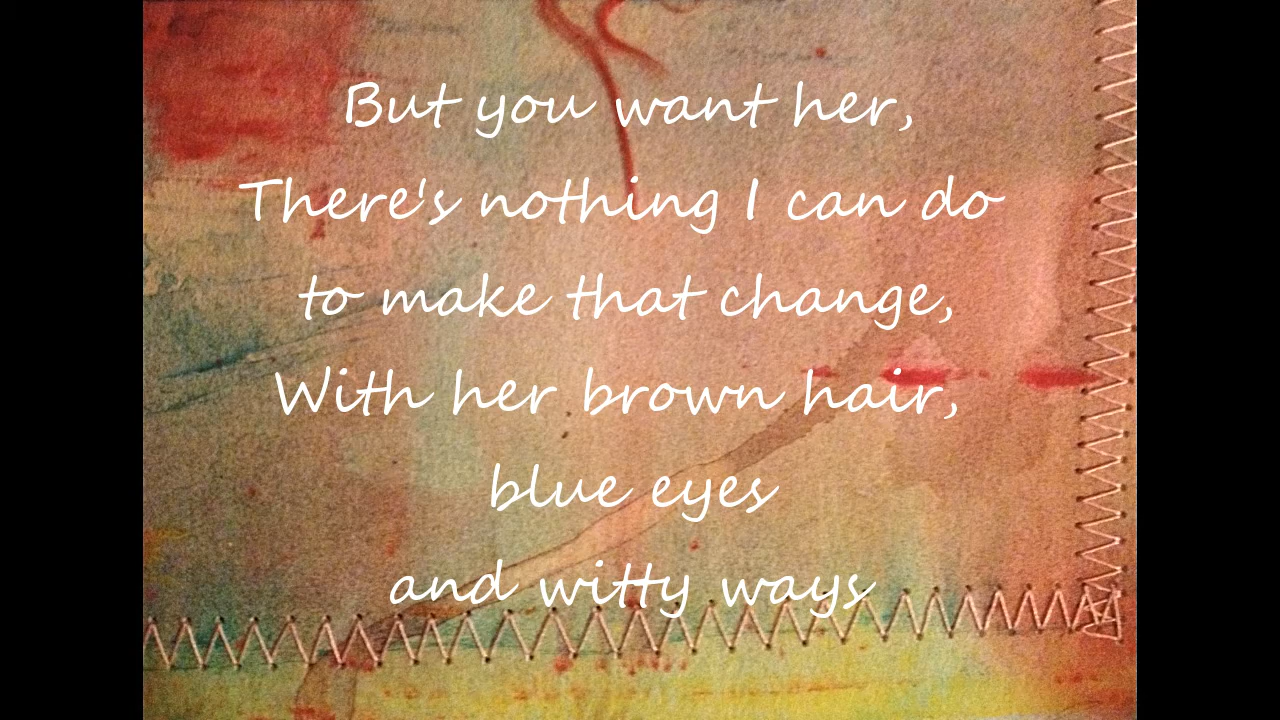 But you want her,
There's nothing I can do
to make that change,
With her brown hair,
blue eyes
and witty ways